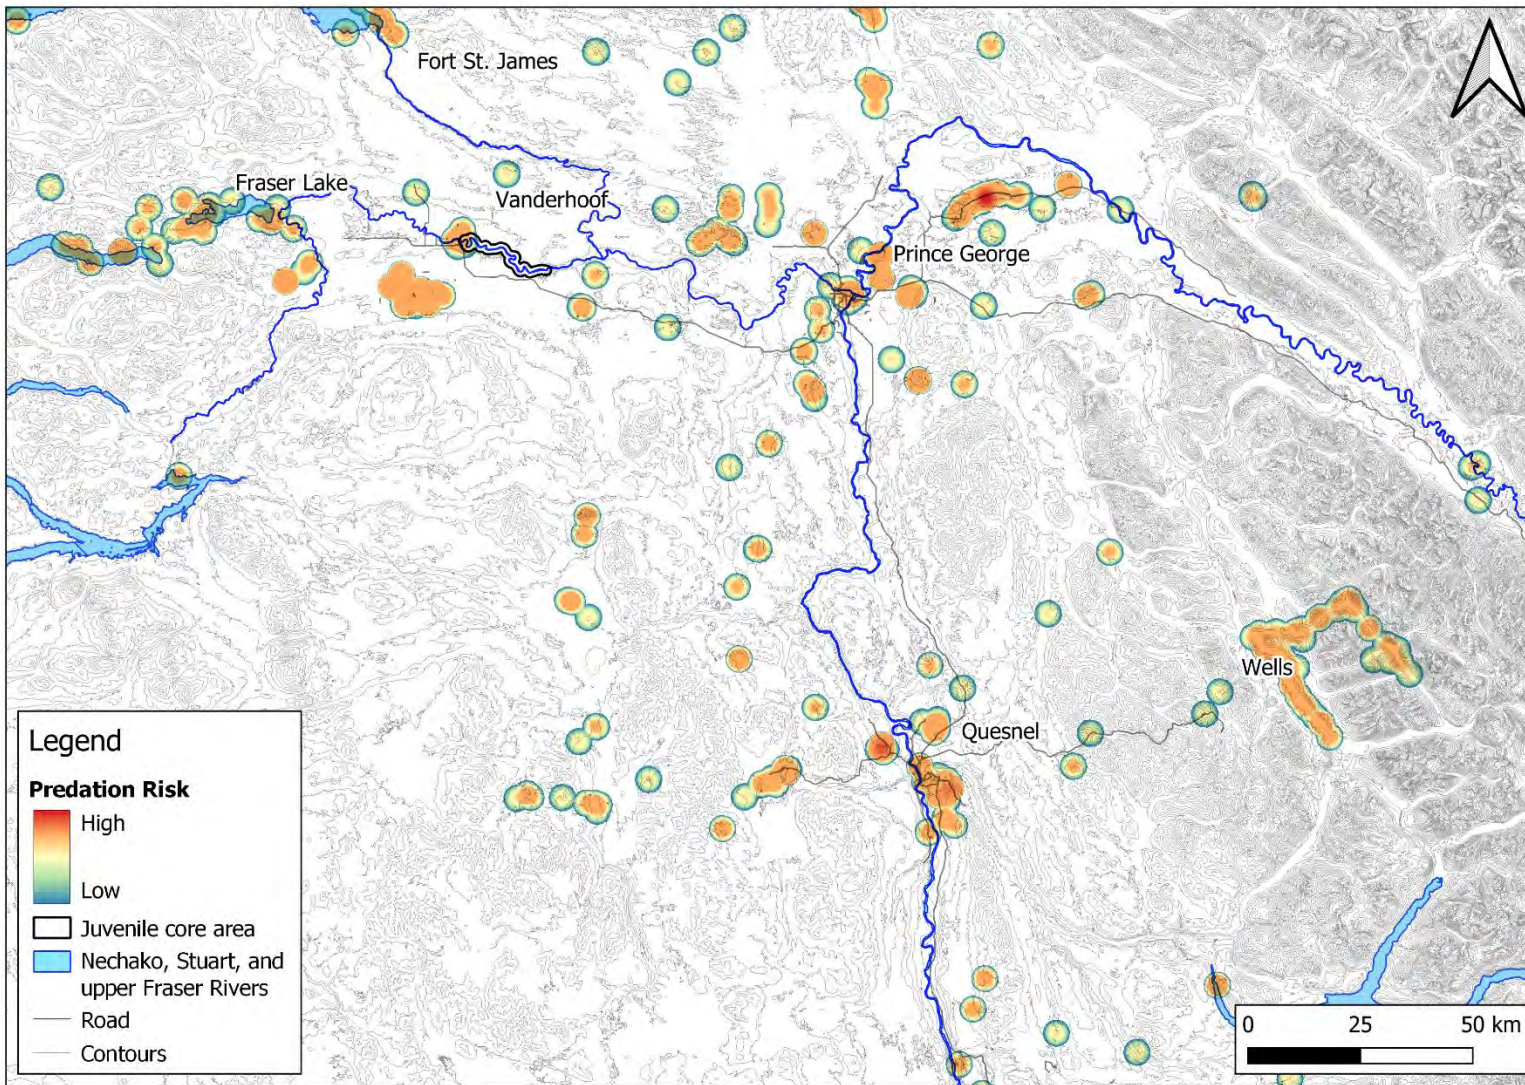 Fort St. James
Fraser Lake
Vanderhoof
Prince George
Wells
Quesnel
Legend
Predation Risk
High
Low
Juvenile core area
Nechako, Stuart, and
upper Fraser Rivers
Road
Contours
0 25 50 km